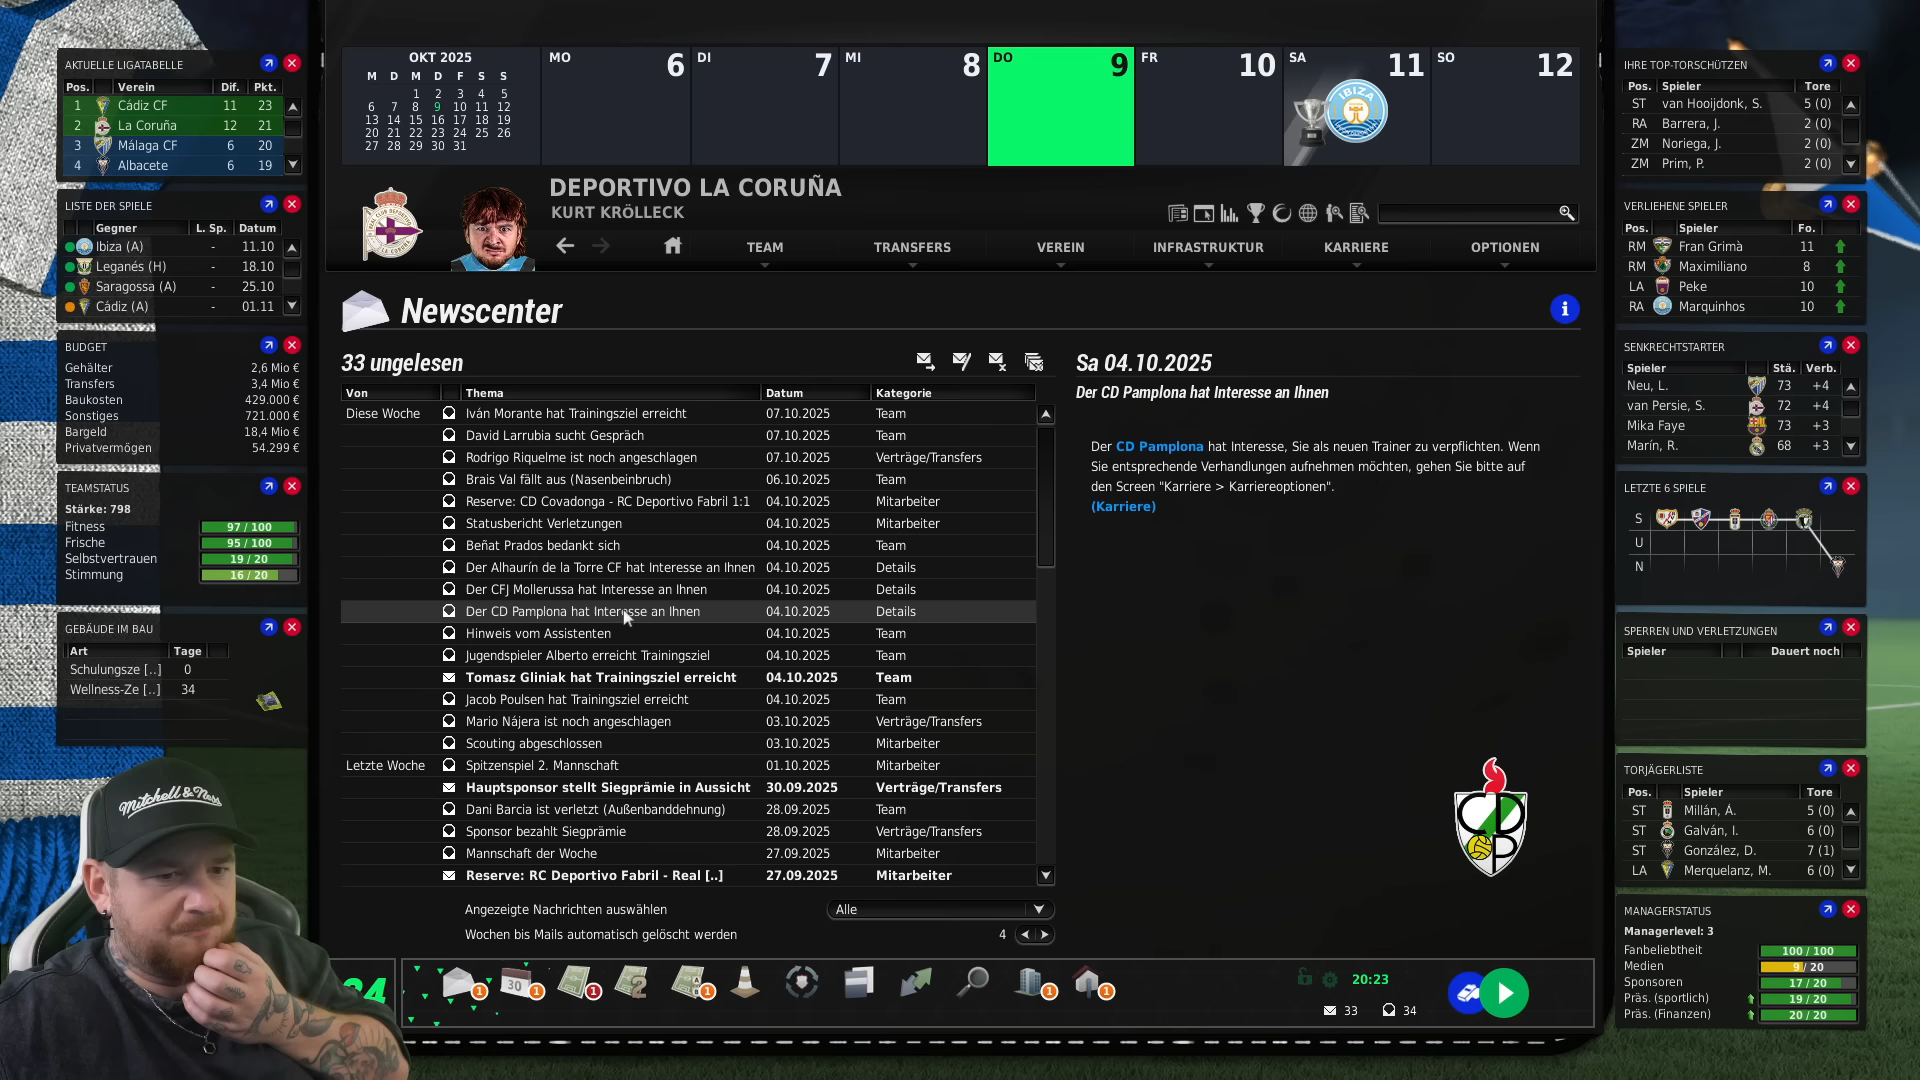 AKTUELLE LIGATABELLE
Pos. Verein Dif. Pkt.
1 Cádiz CF 11 23
2 La Coruña 12 21
3 Málaga CF 6 20
4 Albacete 6 19
LISTE DER SPIELE
Gegner L. Sp. Datum
Ibiza (A) - 11.10
Leganés (H) - 18.10
Saragossa (A) - 25.10
Cádiz (A) - 01.11
BUDGET
Gehälter 2,6 Mio €
Transfers 3,4 Mio €
Baukosten 429.000 €
Sonstiges 721.000 €
Bargeld 18,4 Mio €
Privatvermögen 54.299 €
TEAMSTATUS
Stärke: 798
Fitness 97 / 100
Frische 95 / 100
Selbstvertrauen 19 / 20
Stimmung 16 / 20
GEBÄUDE IM BAU
Art Tage
Schulungsze [..] 0
Wellness-Ze [..] 34
Mitchell & Ness
OKT 2025
M D M D F S S
1 2 3 4 5
6 7 8 9 10 11 12
13 14 15 16 17 18 19
20 21 22 23 24 25 26
27 28 29 30 31
MO 6 DI 7 MI 8 DO 9 FR 10 SA 11 SO 12
IBIZA
DEPORTIVO LA CORUÑA
KURT KRÖLLECK
TEAM TRANSFERS VEREIN INFRASTRUKTUR KARRIERE OPTIONEN
Newscenter
i
33 ungelesen
Von Thema Datum Kategorie
Diese Woche Iván Morante hat Trainingsziel erreicht 07.10.2025 Team
David Larrubia sucht Gespräch 07.10.2025 Team
Rodrigo Riquelme ist noch angeschlagen 07.10.2025 Verträge/Transfers
Brais Val fällt aus (Nasenbeinbruch) 06.10.2025 Team
Reserve: CD Covadonga - RC Deportivo Fabril 1:1 04.10.2025 Mitarbeiter
Statusbericht Verletzungen 04.10.2025 Mitarbeiter
Beñat Prados bedankt sich 04.10.2025 Team
Der Alhaurín de la Torre CF hat Interesse an Ihnen 04.10.2025 Details
Der CFJ Mollerussa hat Interesse an Ihnen 04.10.2025 Details
Der CD Pamplona hat Interesse an Ihnen 04.10.2025 Details
Hinweis vom Assistenten 04.10.2025 Team
Jugendspieler Alberto erreicht Trainingsziel 04.10.2025 Team
Tomasz Gliniak hat Trainingsziel erreicht 04.10.2025 Team
Jacob Poulsen hat Trainingsziel erreicht 04.10.2025 Team
Mario Nájera ist noch angeschlagen 03.10.2025 Verträge/Transfers
Scouting abgeschlossen 03.10.2025 Mitarbeiter
Letzte Woche Spitzenspiel 2. Mannschaft 01.10.2025 Mitarbeiter
Hauptsponsor stellt Siegprämie in Aussicht 30.09.2025 Verträge/Transfers
Dani Barcia ist verletzt (Außenbanddehnung) 28.09.2025 Team
Sponsor bezahlt Siegprämie 28.09.2025 Verträge/Transfers
Mannschaft der Woche 27.09.2025 Mitarbeiter
Reserve: RC Deportivo Fabril - Real [..] 27.09.2025 Mitarbeiter
Angezeigte Nachrichten auswählen Alle
Wochen bis Mails automatisch gelöscht werden 4
Sa 04.10.2025
Der CD Pamplona hat Interesse an Ihnen
Der CD Pamplona hat Interesse, Sie als neuen Trainer zu verpflichten. Wenn
Sie entsprechende Verhandlungen aufnehmen möchten, gehen Sie bitte auf
den Screen "Karriere > Karriereoptionen".
(Karriere)
CDP
24
1 30 1 1 2 1 1 1
20:23
33 34
IHRE TOP-TORSCHÜTZEN
Pos. Spieler Tore
ST van Hooijdonk, S. 5 (0)
RA Barrera, J. 2 (0)
ZM Noriega, J. 2 (0)
ZM Prim, P. 2 (0)
VERLIEHENE SPIELER
Pos. Spieler Fo.
RM Fran Grimà 11
RM Maximiliano 8
LA Peke 10
RA Marquinhos 10
SENKRECHTSTARTER
Spieler Stä. Verb.
Neu, L. 73 +4
van Persie, S. 72 +4
Mika Faye 73 +3
Marín, R. 68 +3
LETZTE 6 SPIELE
S
U
N
SPERREN UND VERLETZUNGEN
Spieler Dauert noch
TORJÄGERLISTE
Pos. Spieler Tore
ST Millán, Á. 5 (0)
ST Galván, I. 6 (0)
ST González, D. 7 (1)
LA Merquelanz, M. 6 (0)
MANAGERSTATUS
Managerlevel: 3
Fanbeliebtheit 100 / 100
Medien 9 / 20
Sponsoren 17 / 20
Präs. (sportlich) 19 / 20
Präs. (Finanzen) 20 / 20